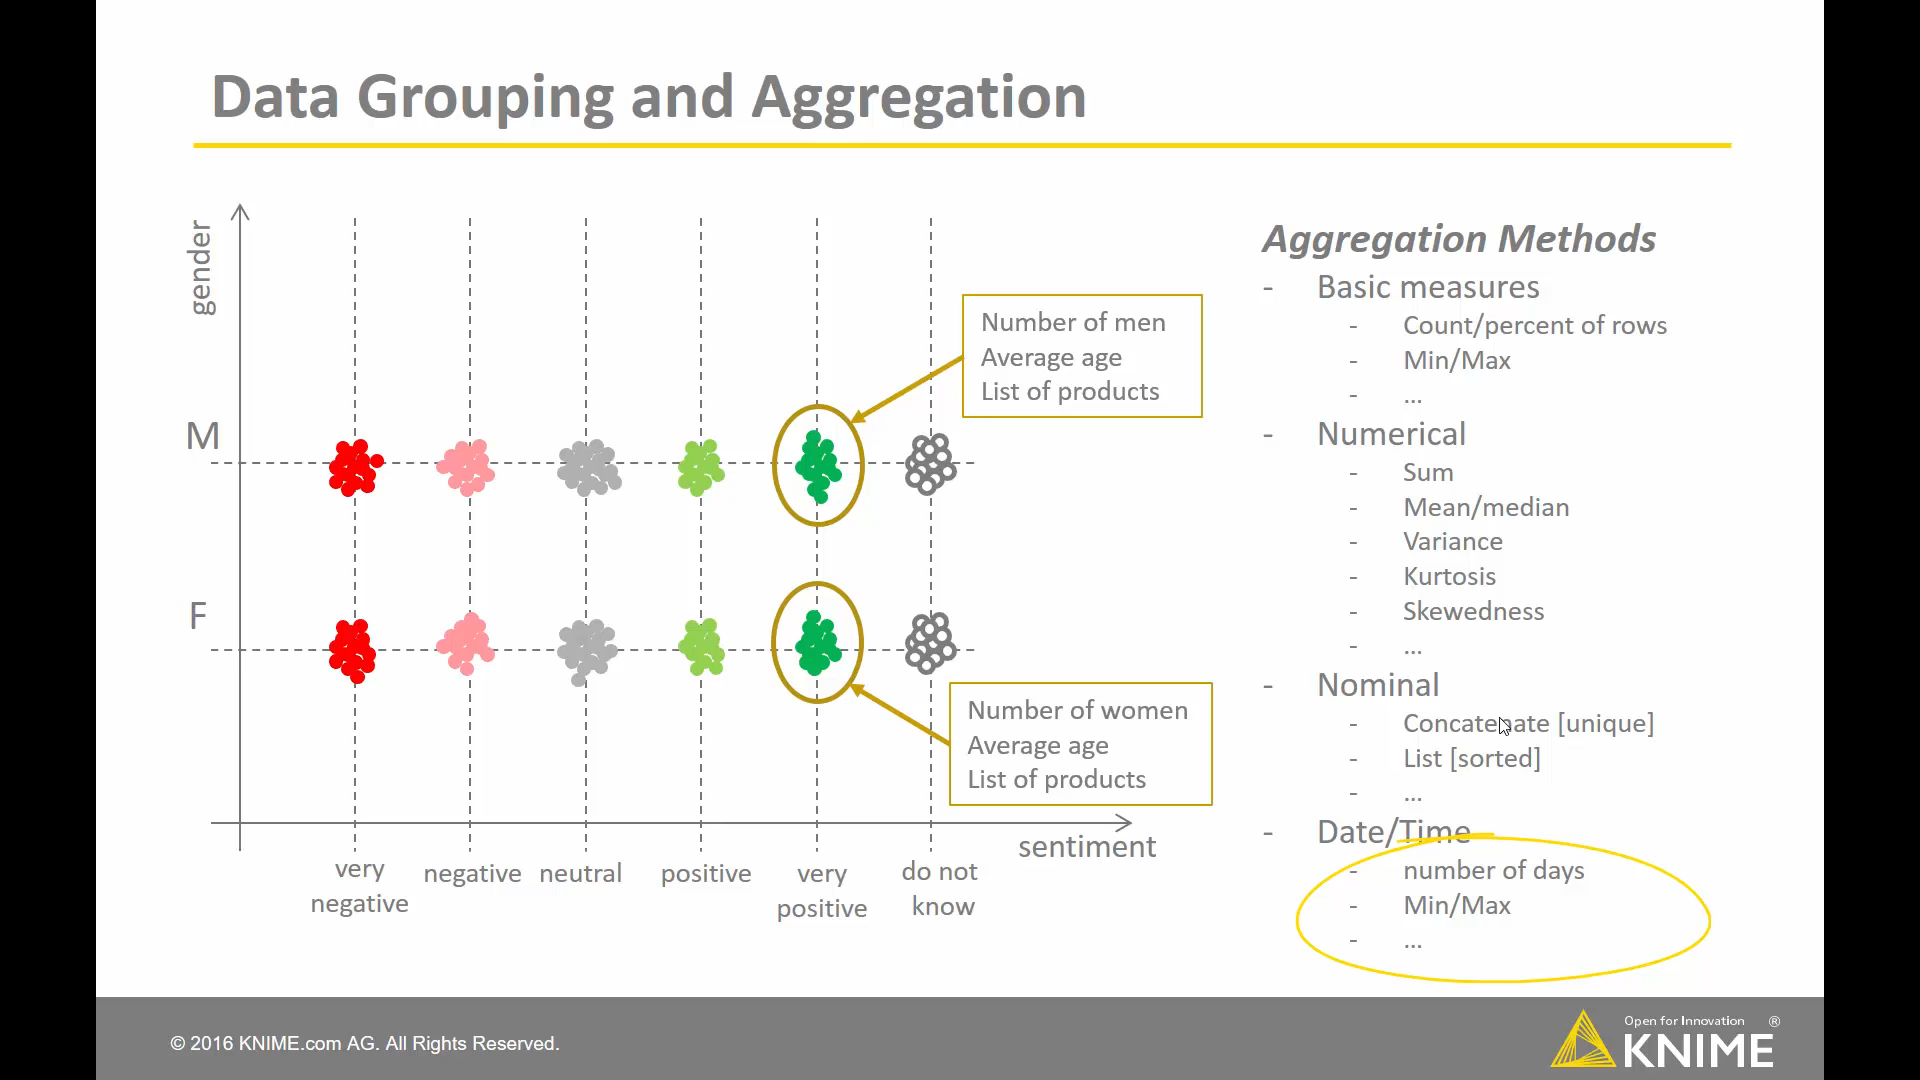 Data Grouping and Aggregation
gender
M
F
Number of men
Average age
List of products
Number of women
Average age
List of products
sentiment
very
negative
negative
neutral
positive
very
positive
do not
know
Aggregation Methods
- Basic measures
- Count/percent of rows
- Min/Max
- ...
- Numerical
- Sum
- Mean/median
- Variance
- Kurtosis
- Skewedness
- ...
- Nominal
- Concatenate [unique]
- List [sorted]
- ...
- Date/Time
- number of days
- Min/Max
- ...
© 2016 KNIME.com AG. All Rights Reserved.
Open for Innovation ®
KNIME